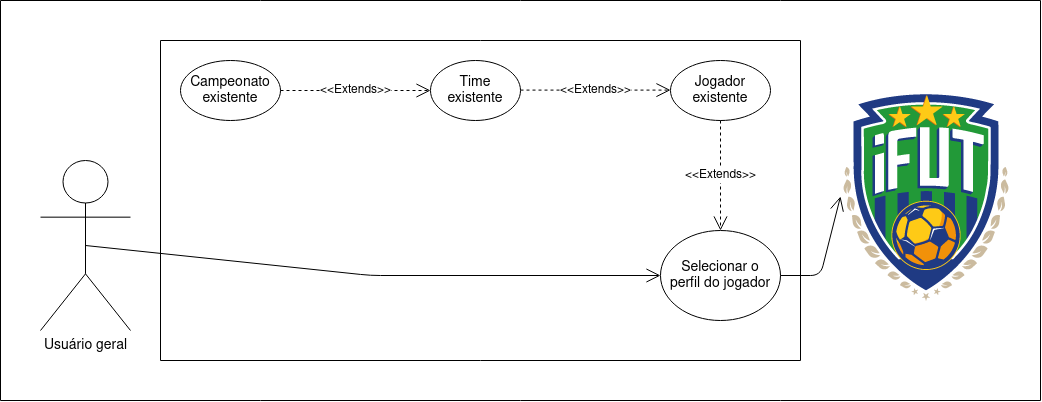 Campeonato
existente
<<Extends>>
Time
existente
<<Extends>>
Jogador
existente
<<Extends>>
iFUT
Selecionar o
perfil do jogador
Usuário geral